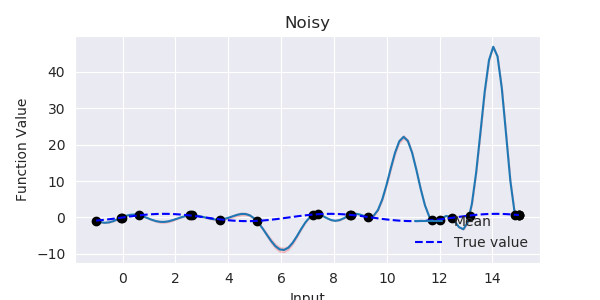 Noisy
Function Value
40
30
20
10
0
−10
0 2 4 6 8 10 12 14
Input
Mean
True value